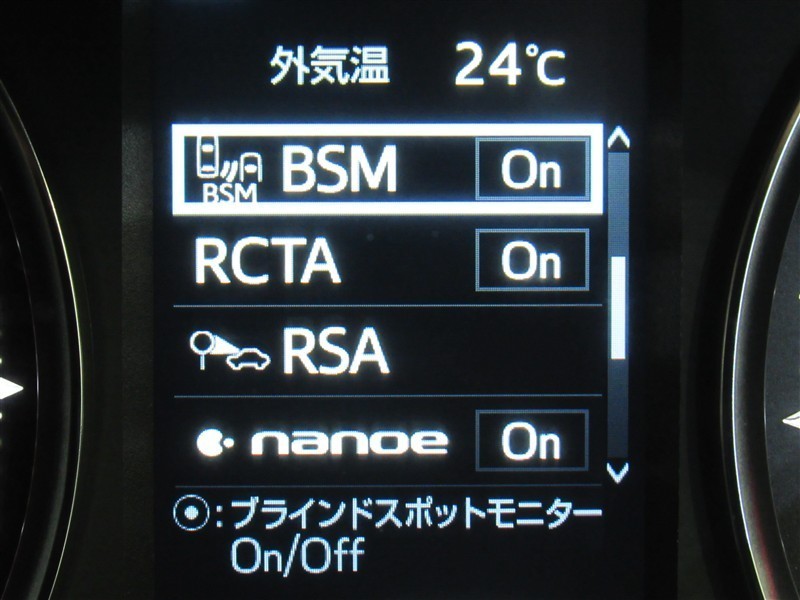 外気温 24℃
BSM BSM On
RCTA On
RSA
nanoe On
⦿:ブラインドスポットモニター
On/Off